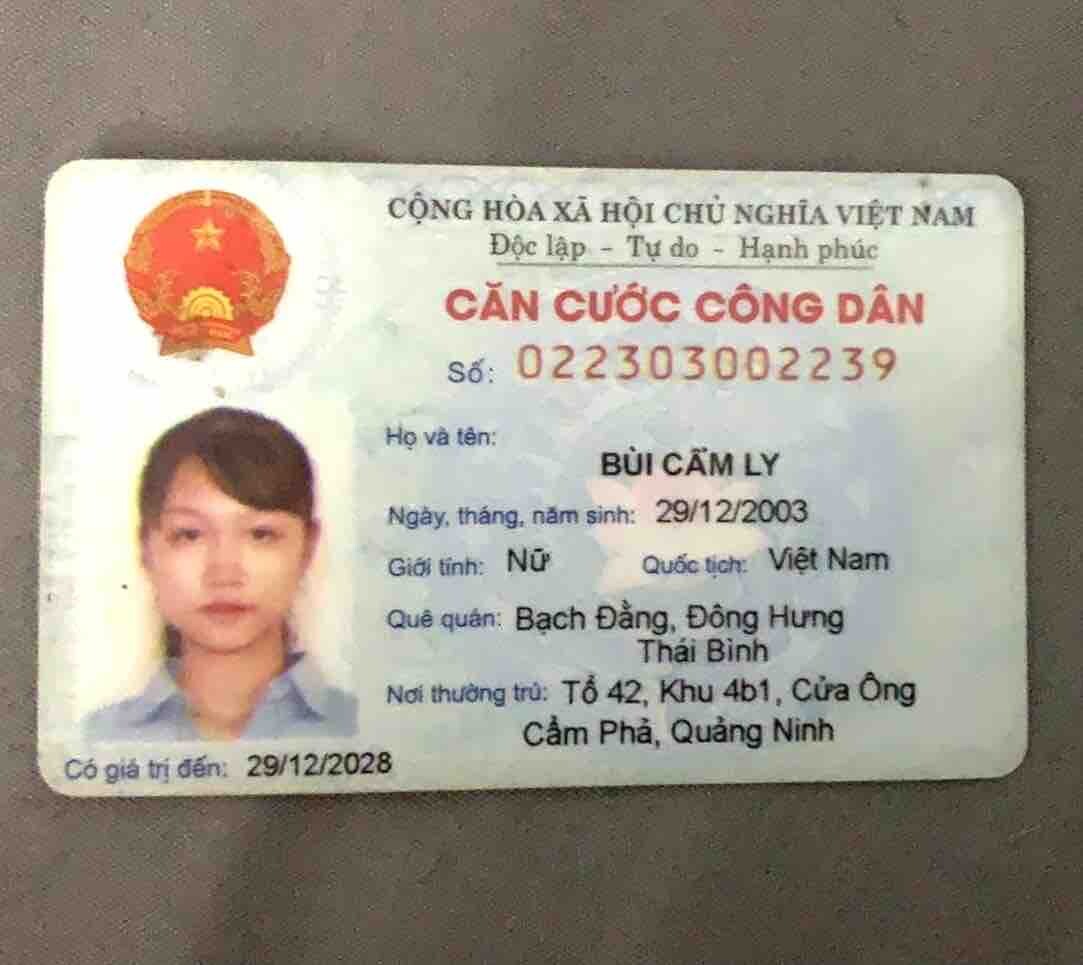 CỘNG HÒA XÃ HỘI CHỦ NGHĨA VIỆT NAM
Độc lập - Tự do - Hạnh phúc
CĂN CƯỚC CÔNG DÂN
Số: 022303002239
Họ và tên:
BÙI CẨM LY
Ngày, tháng, năm sinh: 29/12/2003
Giới tính: Nữ Quốc tịch: Việt Nam
Quê quán: Bạch Đằng, Đông Hưng
Thái Bình
Nơi thường trú: Tổ 42, Khu 4b1, Cửa Ông
Cẩm Phả, Quảng Ninh
Có giá trị đến: 29/12/2028